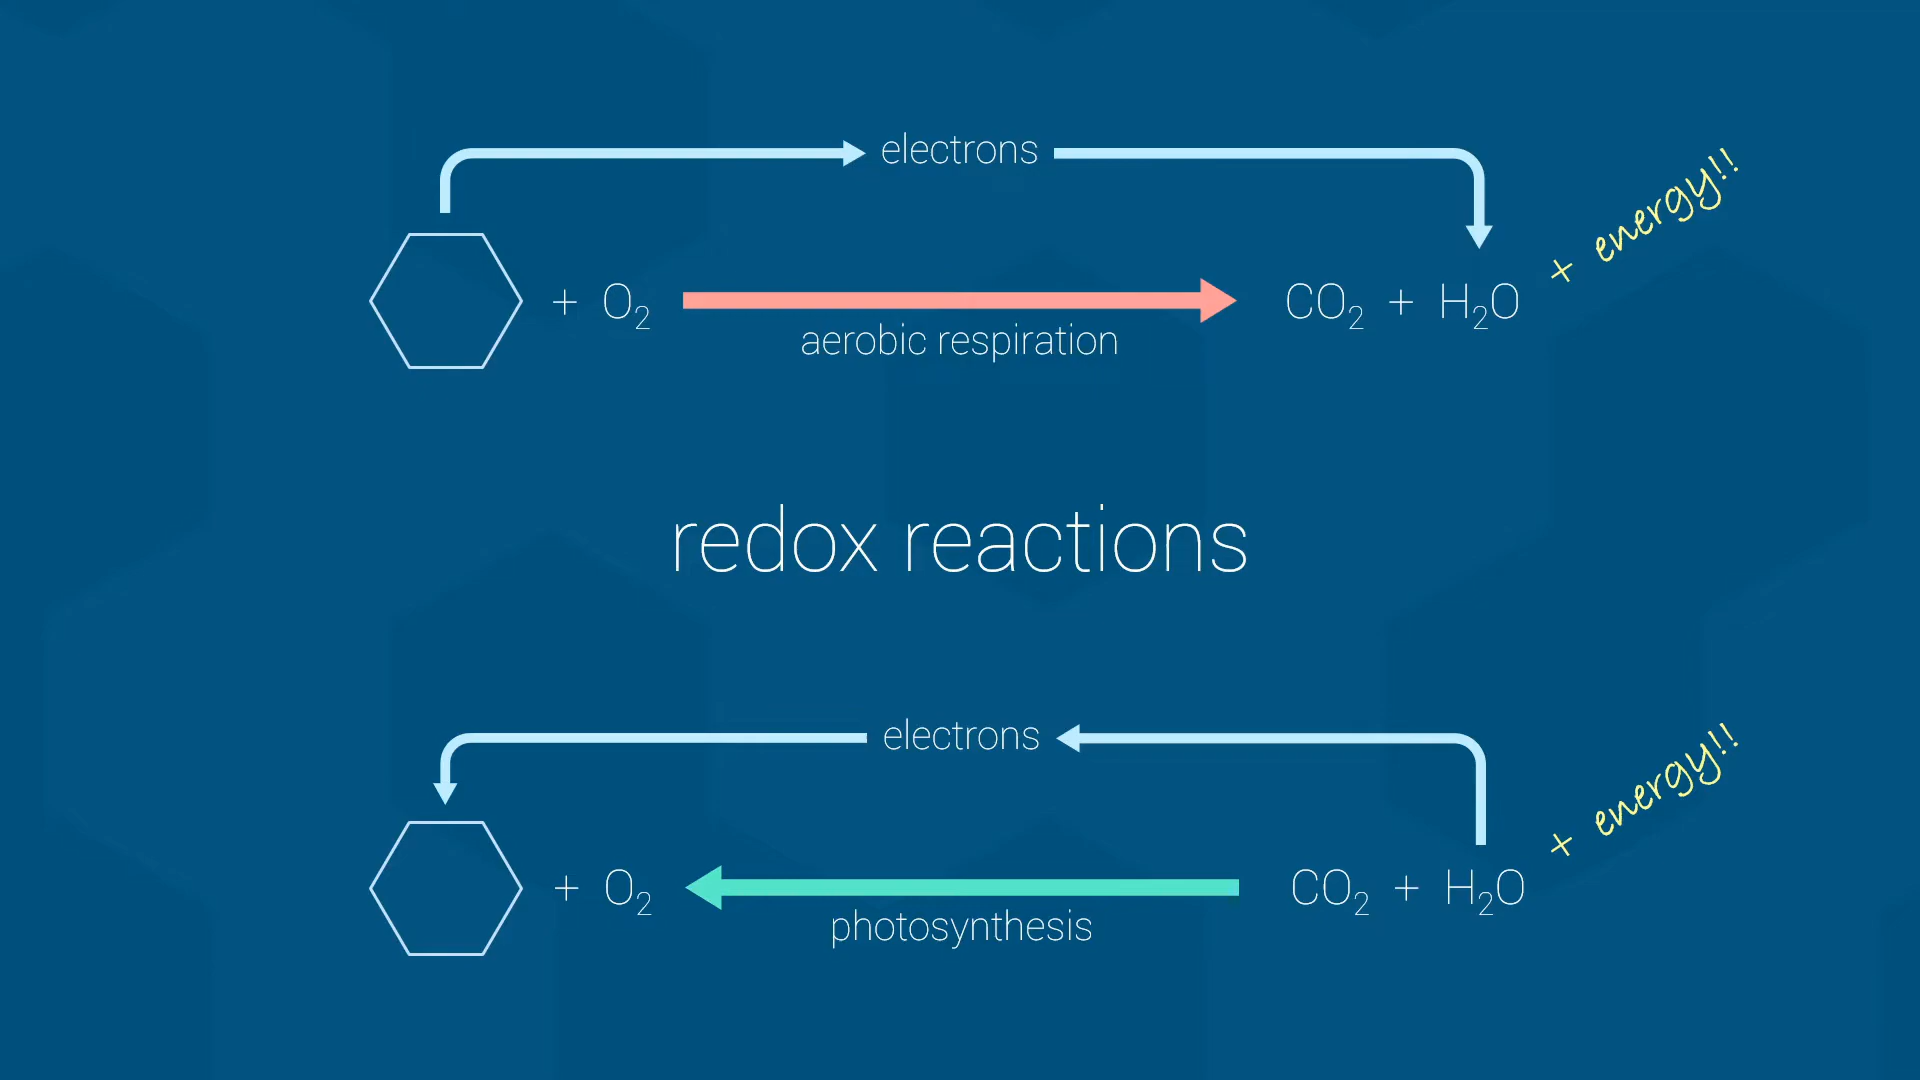 electrons
+ O₂ aerobic respiration CO₂ + H₂O + energy!!
redox reactions
electrons
+ O₂ photosynthesis CO₂ + H₂O + energy!!